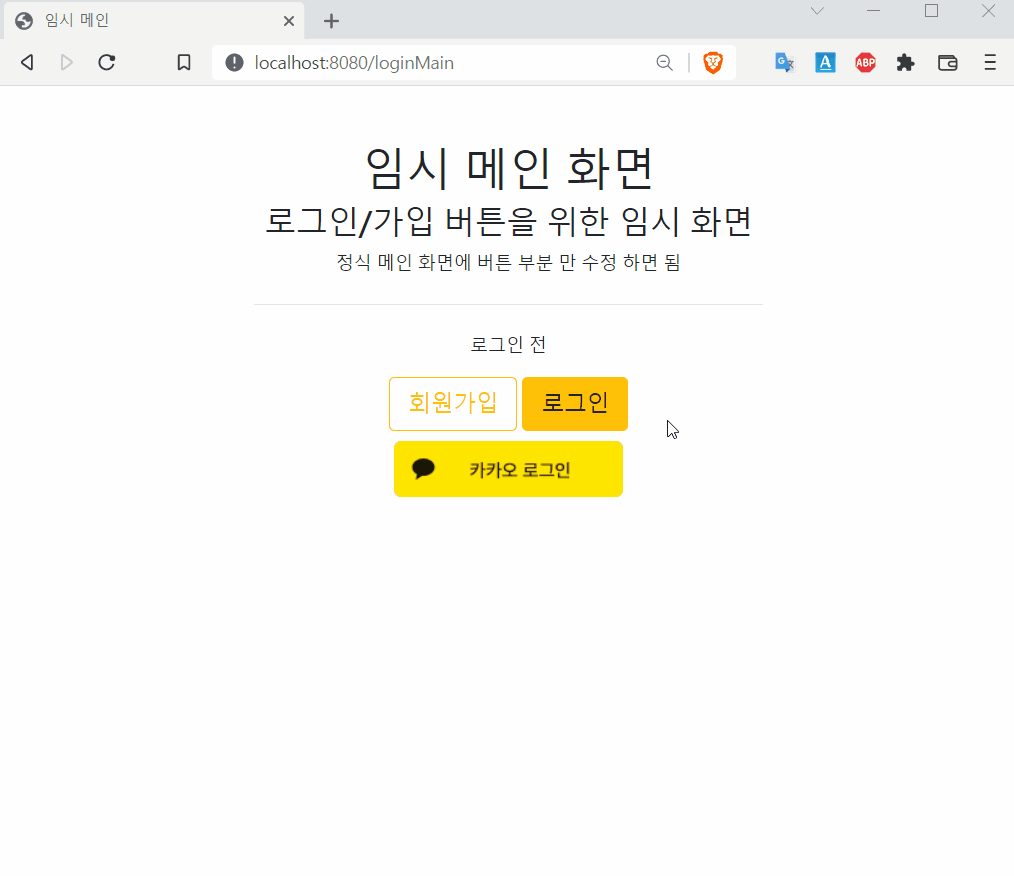 임시 메인
localhost:8080/loginMain
ABP
임시 메인 화면
로그인/가입 버튼을 위한 임시 화면
정식 메인 화면에 버튼 부분 만 수정 하면 됨
로그인 전
회원가입 로그인
카카오 로그인